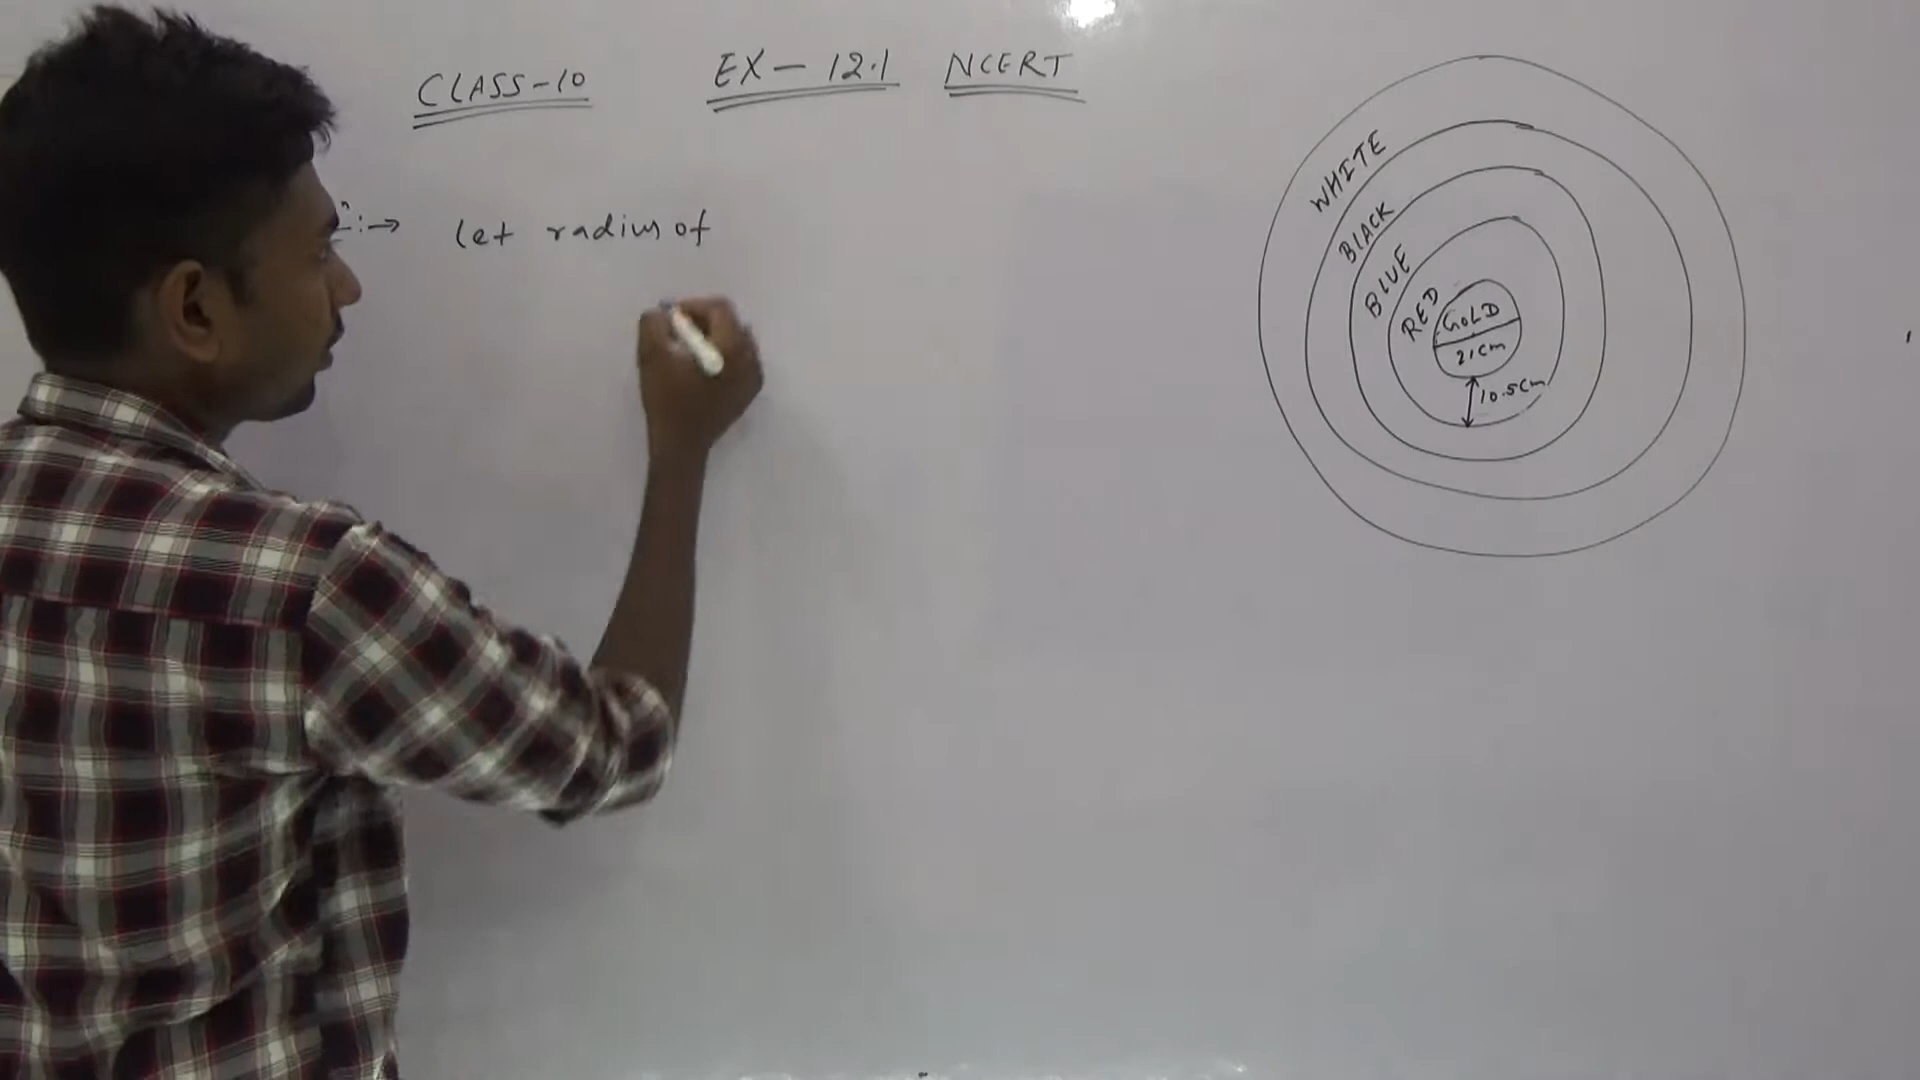 CLASS-10 EX-12.1 NCERT
:→ let radius of
WHITE
BLACK
BLUE
RED
GOLD
21cm
10.5cm